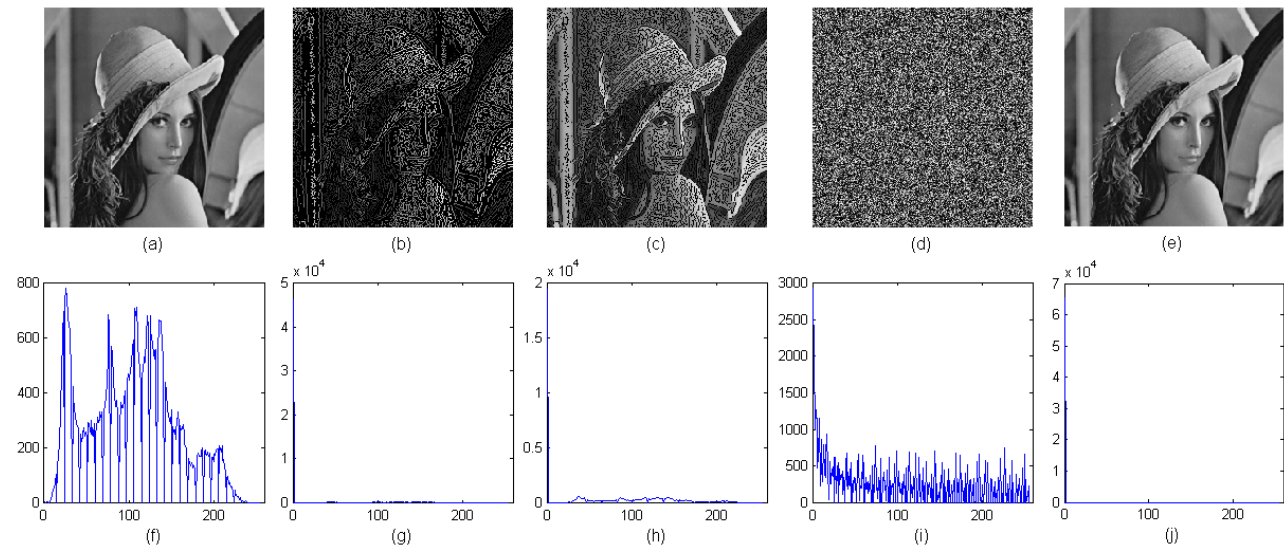 (a) (b) (c) (d) (e)
800 600 400 200 0 0 100 200 (f)
x 10^4 5 4 3 2 1 0 0 100 200 (g)
x 10^4 2 1.5 1 0.5 0 0 100 200 (h)
3000 2500 2000 1500 1000 500 0 0 100 200 (i)
x 10^4 7 6 5 4 3 2 1 0 0 100 200 (j)